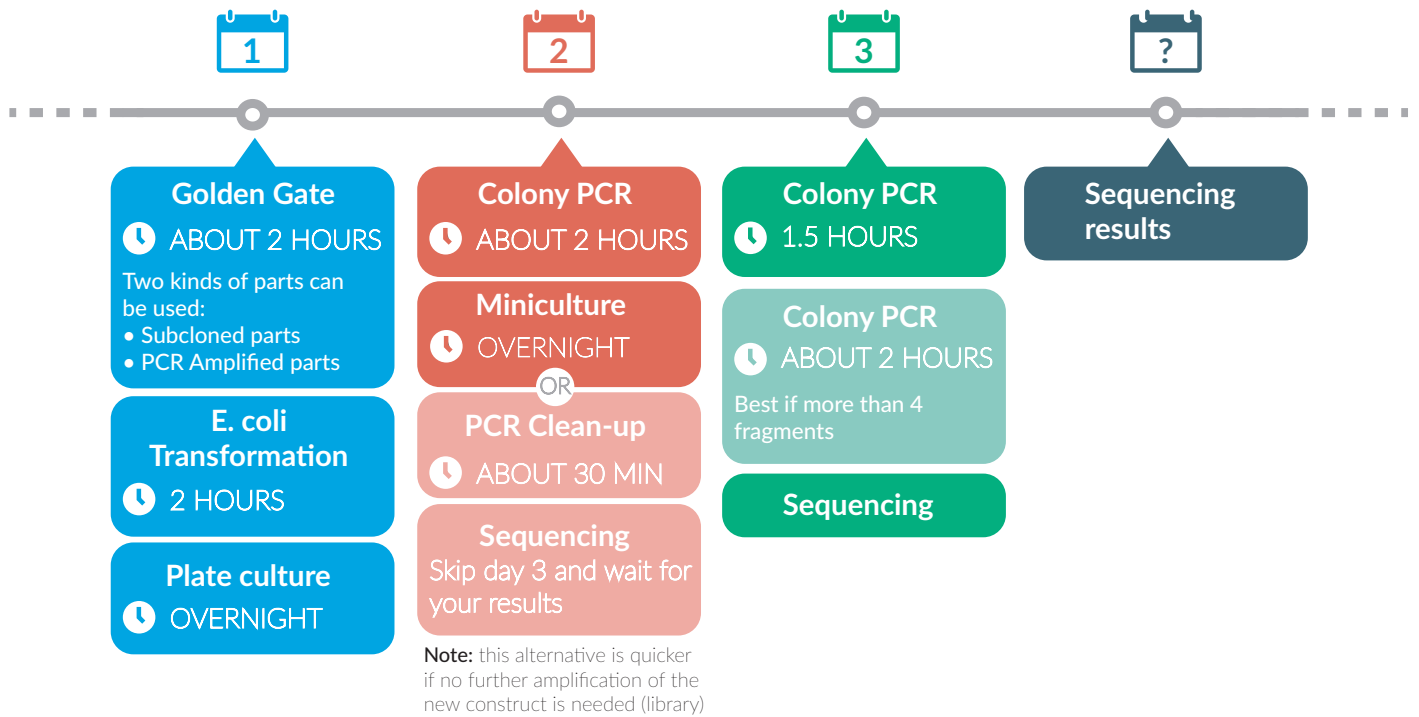 1
2
3
?
Golden Gate
ABOUT 2 HOURS
Two kinds of parts can
be used:
• Subcloned parts
• PCR Amplified parts
E. coli
Transformation
2 HOURS
Plate culture
OVERNIGHT
Colony PCR
ABOUT 2 HOURS
Miniculture
OVERNIGHT
OR
PCR Clean-up
ABOUT 30 MIN
Sequencing
Skip day 3 and wait for
your results
Note: this alternative is quicker
if no further amplification of the
new construct is needed (library)
Colony PCR
1.5 HOURS
Colony PCR
ABOUT 2 HOURS
Best if more than 4
fragments
Sequencing
Sequencing
results